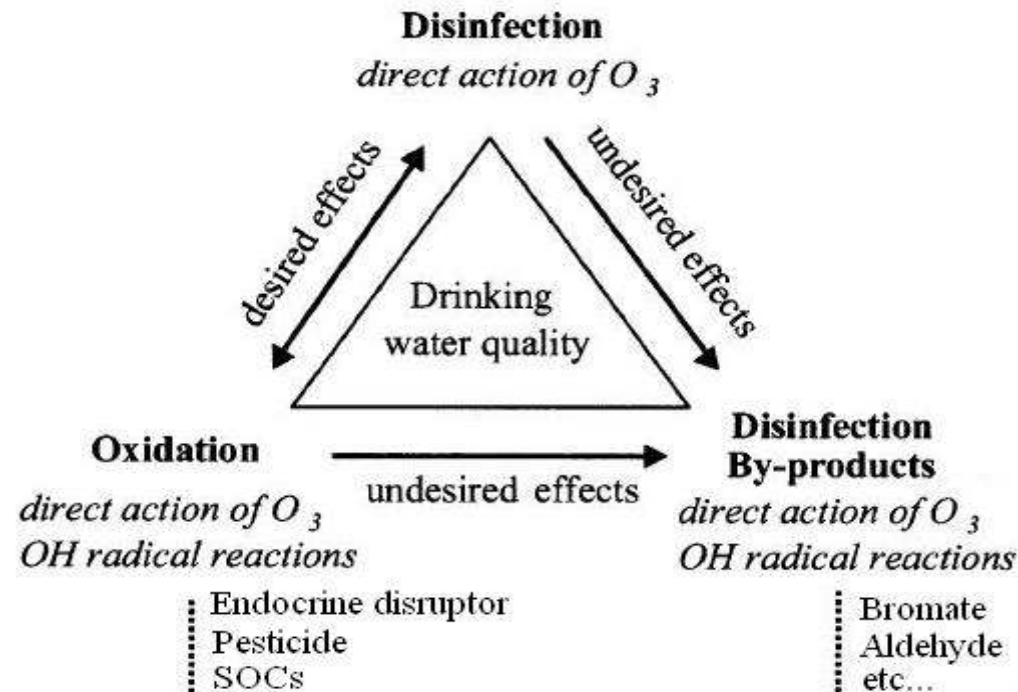 Disinfection
direct action of O 3
desired effects
undesired effects
Drinking
water quality
Oxidation
direct action of O 3
OH radical reactions
Endocrine disruptor
Pesticide
SOCs
undesired effects
Disinfection
By-products
direct action of O 3
OH radical reactions
Bromate
Aldehyde
etc...